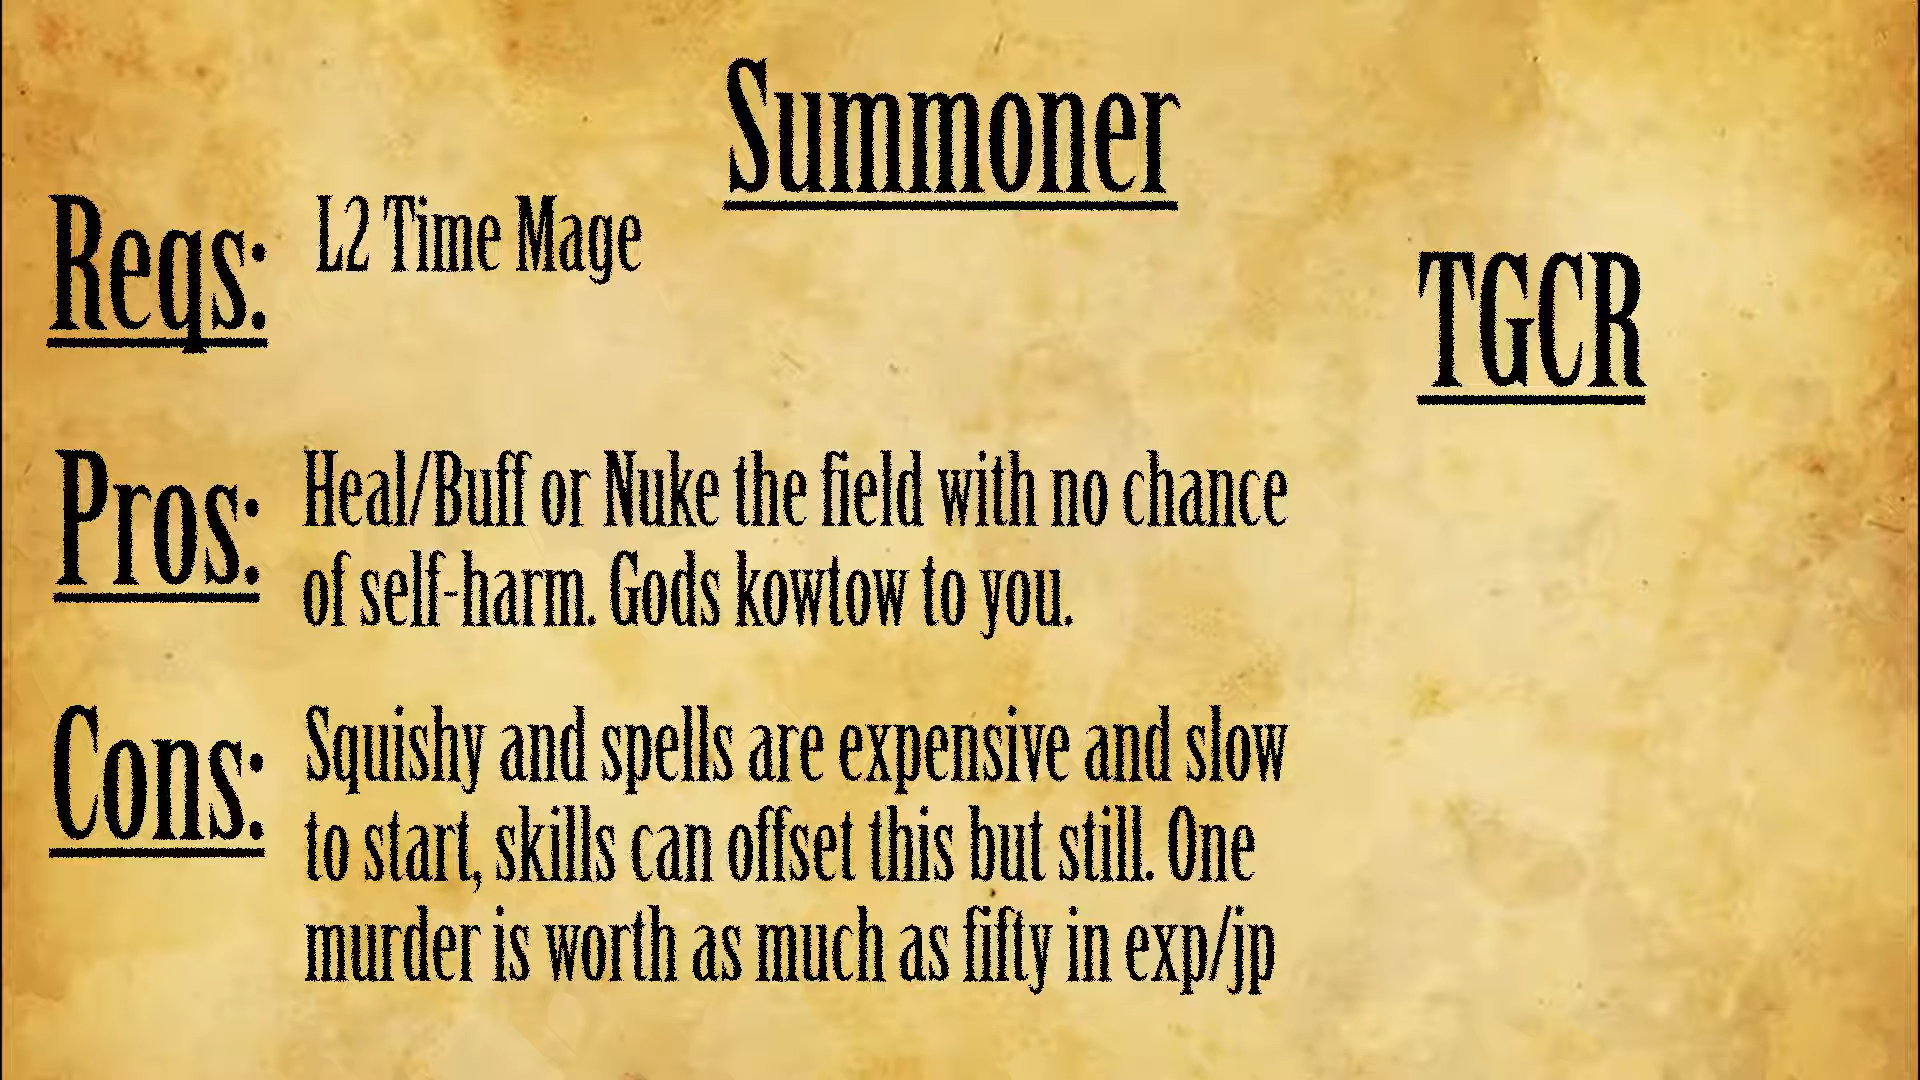 Summoner
Reqs: L2 Time Mage
TGCR
Pros: Heal/Buff or Nuke the field with no chance
of self-harm. Gods kowtow to you.
Cons: Squishy and spells are expensive and slow
to start, skills can offset this but still. One
murder is worth as much as fifty in exp/jp